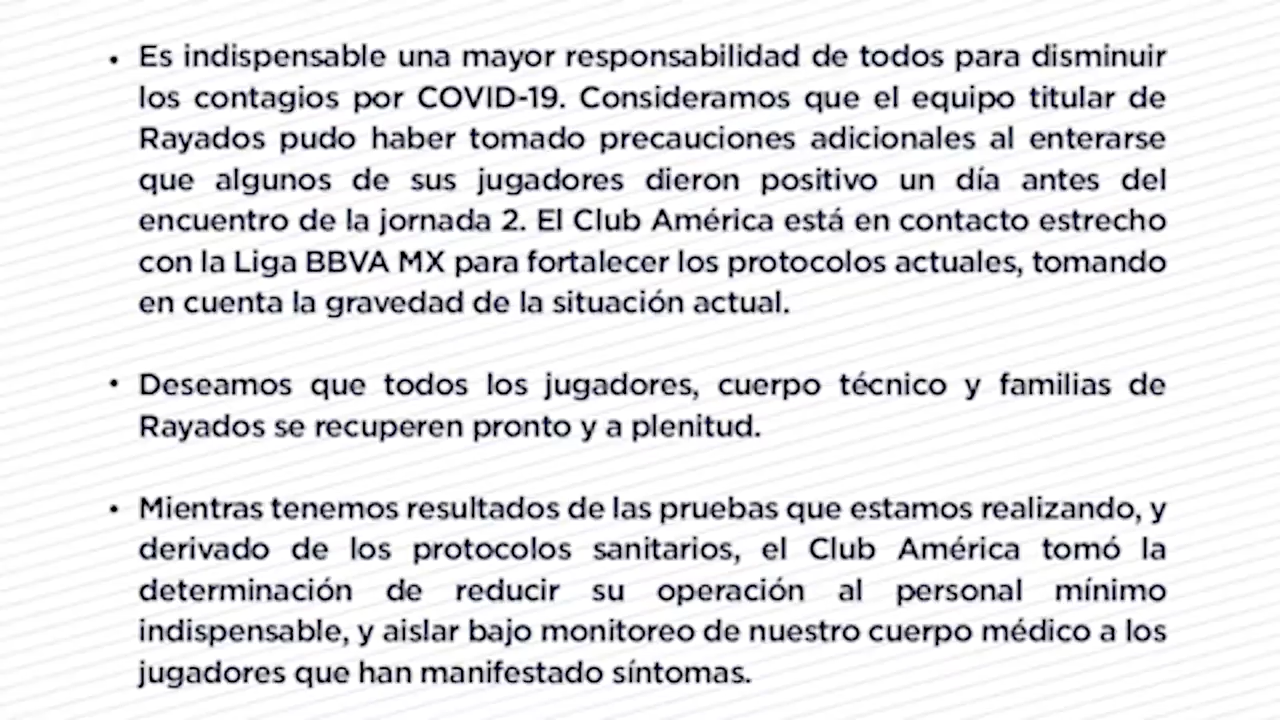 • Es indispensable una mayor responsabilidad de todos para disminuir
los contagios por COVID-19. Consideramos que el equipo titular de
Rayados pudo haber tomado precauciones adicionales al enterarse
que algunos de sus jugadores dieron positivo un día antes del
encuentro de la jornada 2. El Club América está en contacto estrecho
con la Liga BBVA MX para fortalecer los protocolos actuales, tomando
en cuenta la gravedad de la situación actual.
• Deseamos que todos los jugadores, cuerpo técnico y familias de
Rayados se recuperen pronto y a plenitud.
• Mientras tenemos resultados de las pruebas que estamos realizando, y
derivado de los protocolos sanitarios, el Club América tomó la
determinación de reducir su operación al personal mínimo
indispensable, y aislar bajo monitoreo de nuestro cuerpo médico a los
jugadores que han manifestado síntomas.